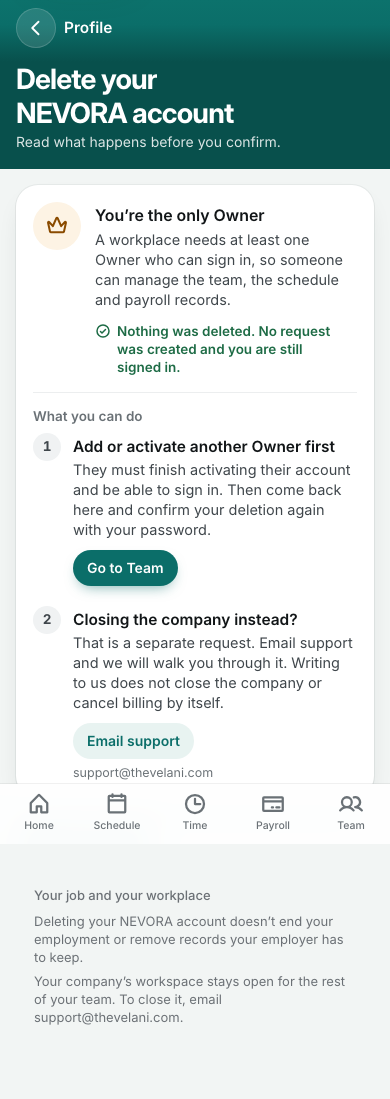 Profile
Delete your
NEVORA account
Read what happens before you confirm.
You’re the only Owner
A workplace needs at least one
Owner who can sign in, so someone
can manage the team, the schedule
and payroll records.
Nothing was deleted. No request
was created and you are still
signed in.
What you can do
1
Add or activate another Owner first
They must finish activating their account
and be able to sign in. Then come back
here and confirm your deletion again
with your password.
Go to Team
2
Closing the company instead?
That is a separate request. Email support
and we will walk you through it. Writing
to us does not close the company or
cancel billing by itself.
Email support
support@thevelani.com
Home Schedule Time Payroll Team
Your job and your workplace
Deleting your NEVORA account doesn’t end your
employment or remove records your employer has
to keep.
Your company’s workspace stays open for the rest
of your team. To close it, email
support@thevelani.com.